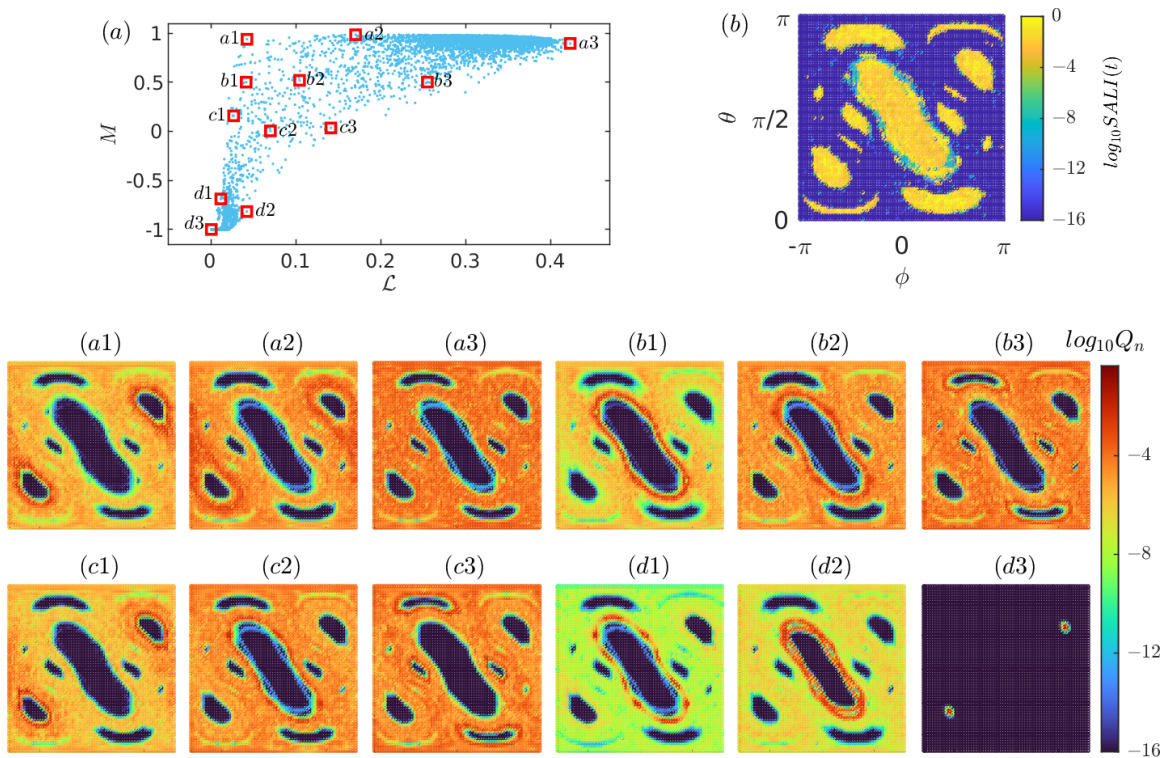 (a)
1
0.5
0
-0.5
-1
M
0
0.1
0.2
0.3
0.4
ℒ
a1
a2
a3
b1
b2
b3
c1
c2
c3
d1
d2
d3
(b)
π
π/2
0
θ
-π
0
π
ϕ
0
−4
−8
−12
−16
log₁₀SALI(t)
(a1) (a2) (a3) (b1) (b2) (b3) log₁₀Qₙ
−4
−8
(c1) (c2) (c3) (d1) (d2) (d3)
−12
−16